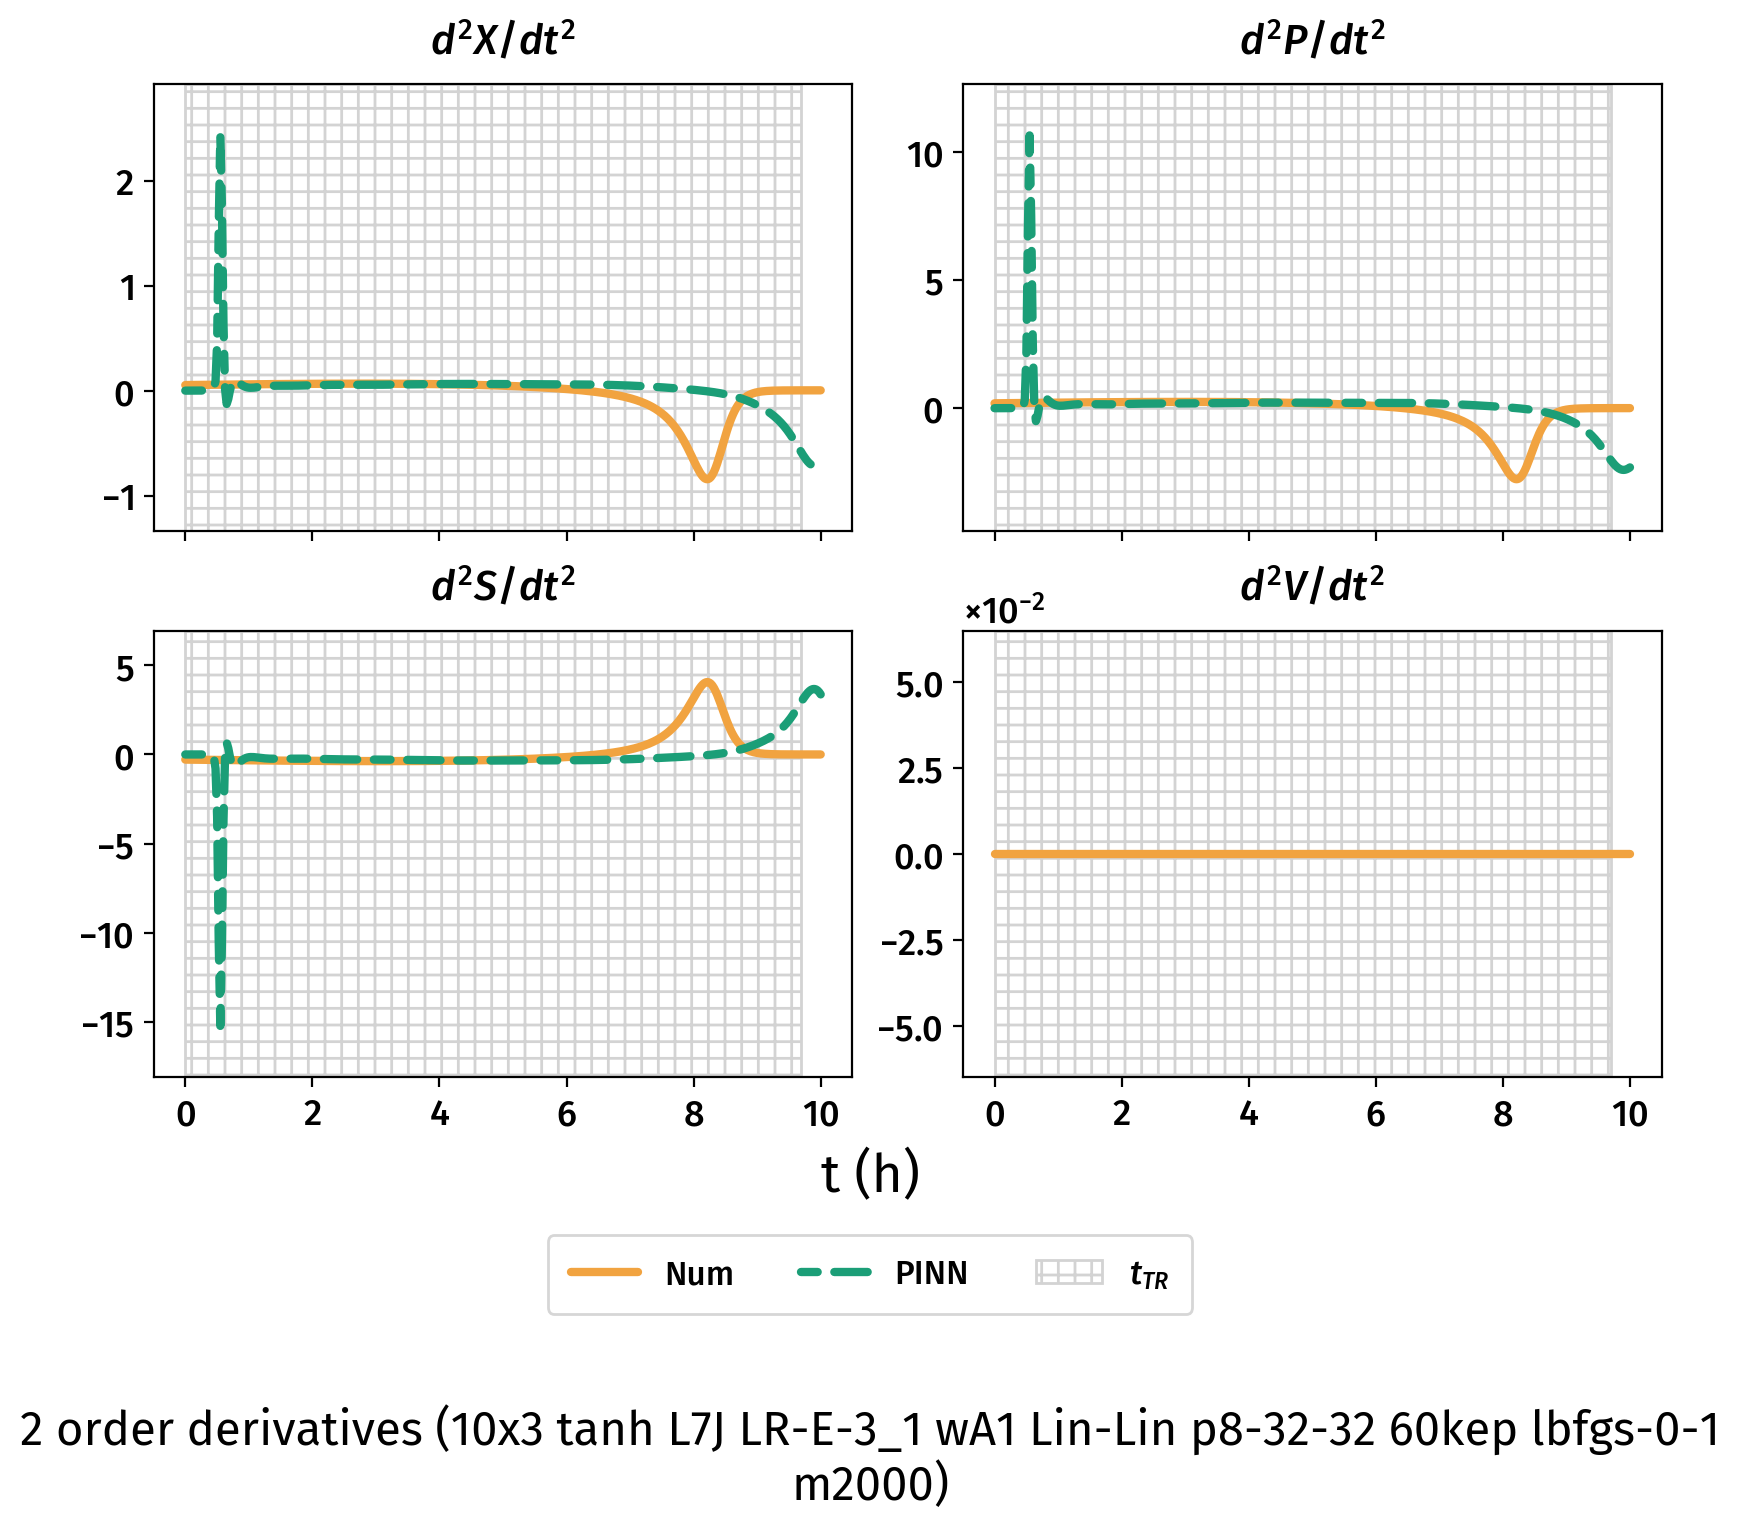 d²X/dt²
d²P/dt²
2
1
0
−1
10
5
0
d²S/dt²
d²V/dt²
×10⁻²
5
0
−5
−10
−15
5.0
2.5
0.0
−2.5
−5.0
0 2 4 6 8 10
0 2 4 6 8 10
t (h)
Num PINN t_TR
2 order derivatives (10x3 tanh L7J LR-E-3_1 wA1 Lin-Lin p8-32-32 60kep lbfgs-0-1
m2000)